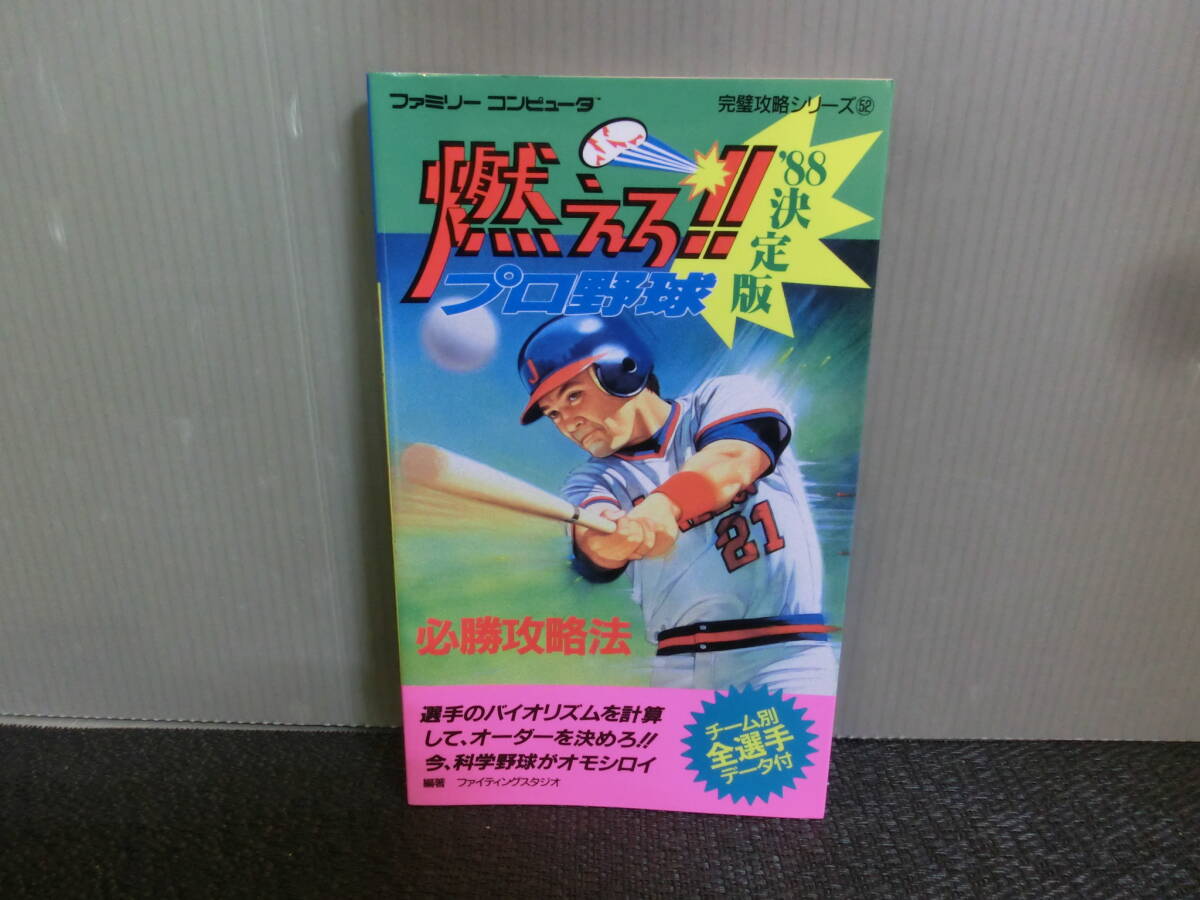 ファミリー コンピュータ™
完璧攻略シリーズ52
燃えろ!!
プロ野球
'88
決定版
J
21
必勝攻略法
選手のバイオリズムを計算
して、オーダーを決めろ!!
今、科学野球がオモシロイ
編著 ファイティングスタジオ
チーム別
全選手
データ付